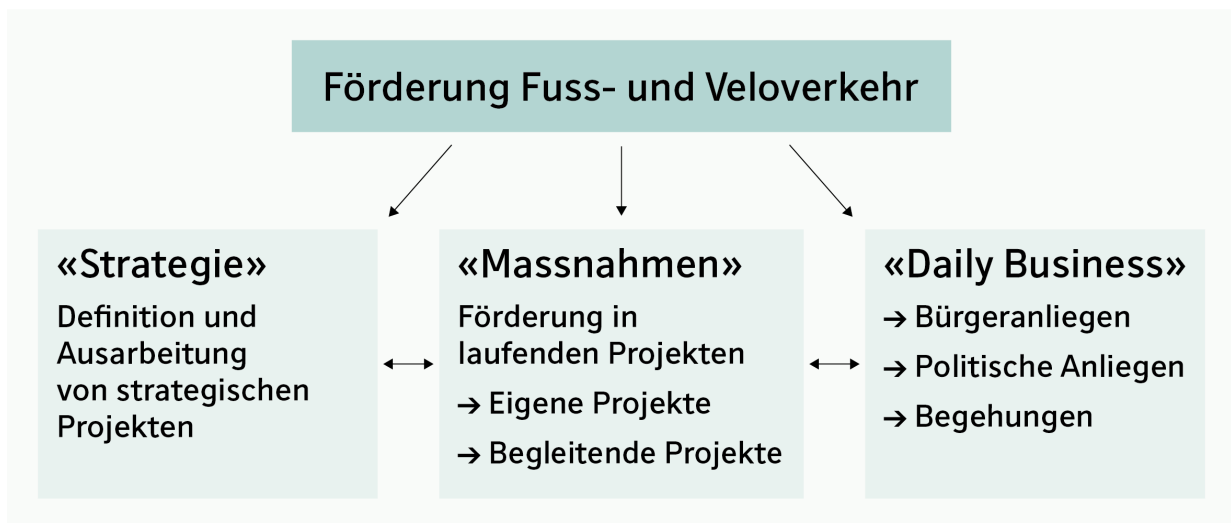 Förderung Fuss- und Veloverkehr
«Strategie»
Definition und
Ausarbeitung
von strategischen
Projekten
«Massnahmen»
Förderung in
laufenden Projekten
→ Eigene Projekte
→ Begleitende Projekte
«Daily Business»
→ Bürgeranliegen
→ Politische Anliegen
→ Begehungen